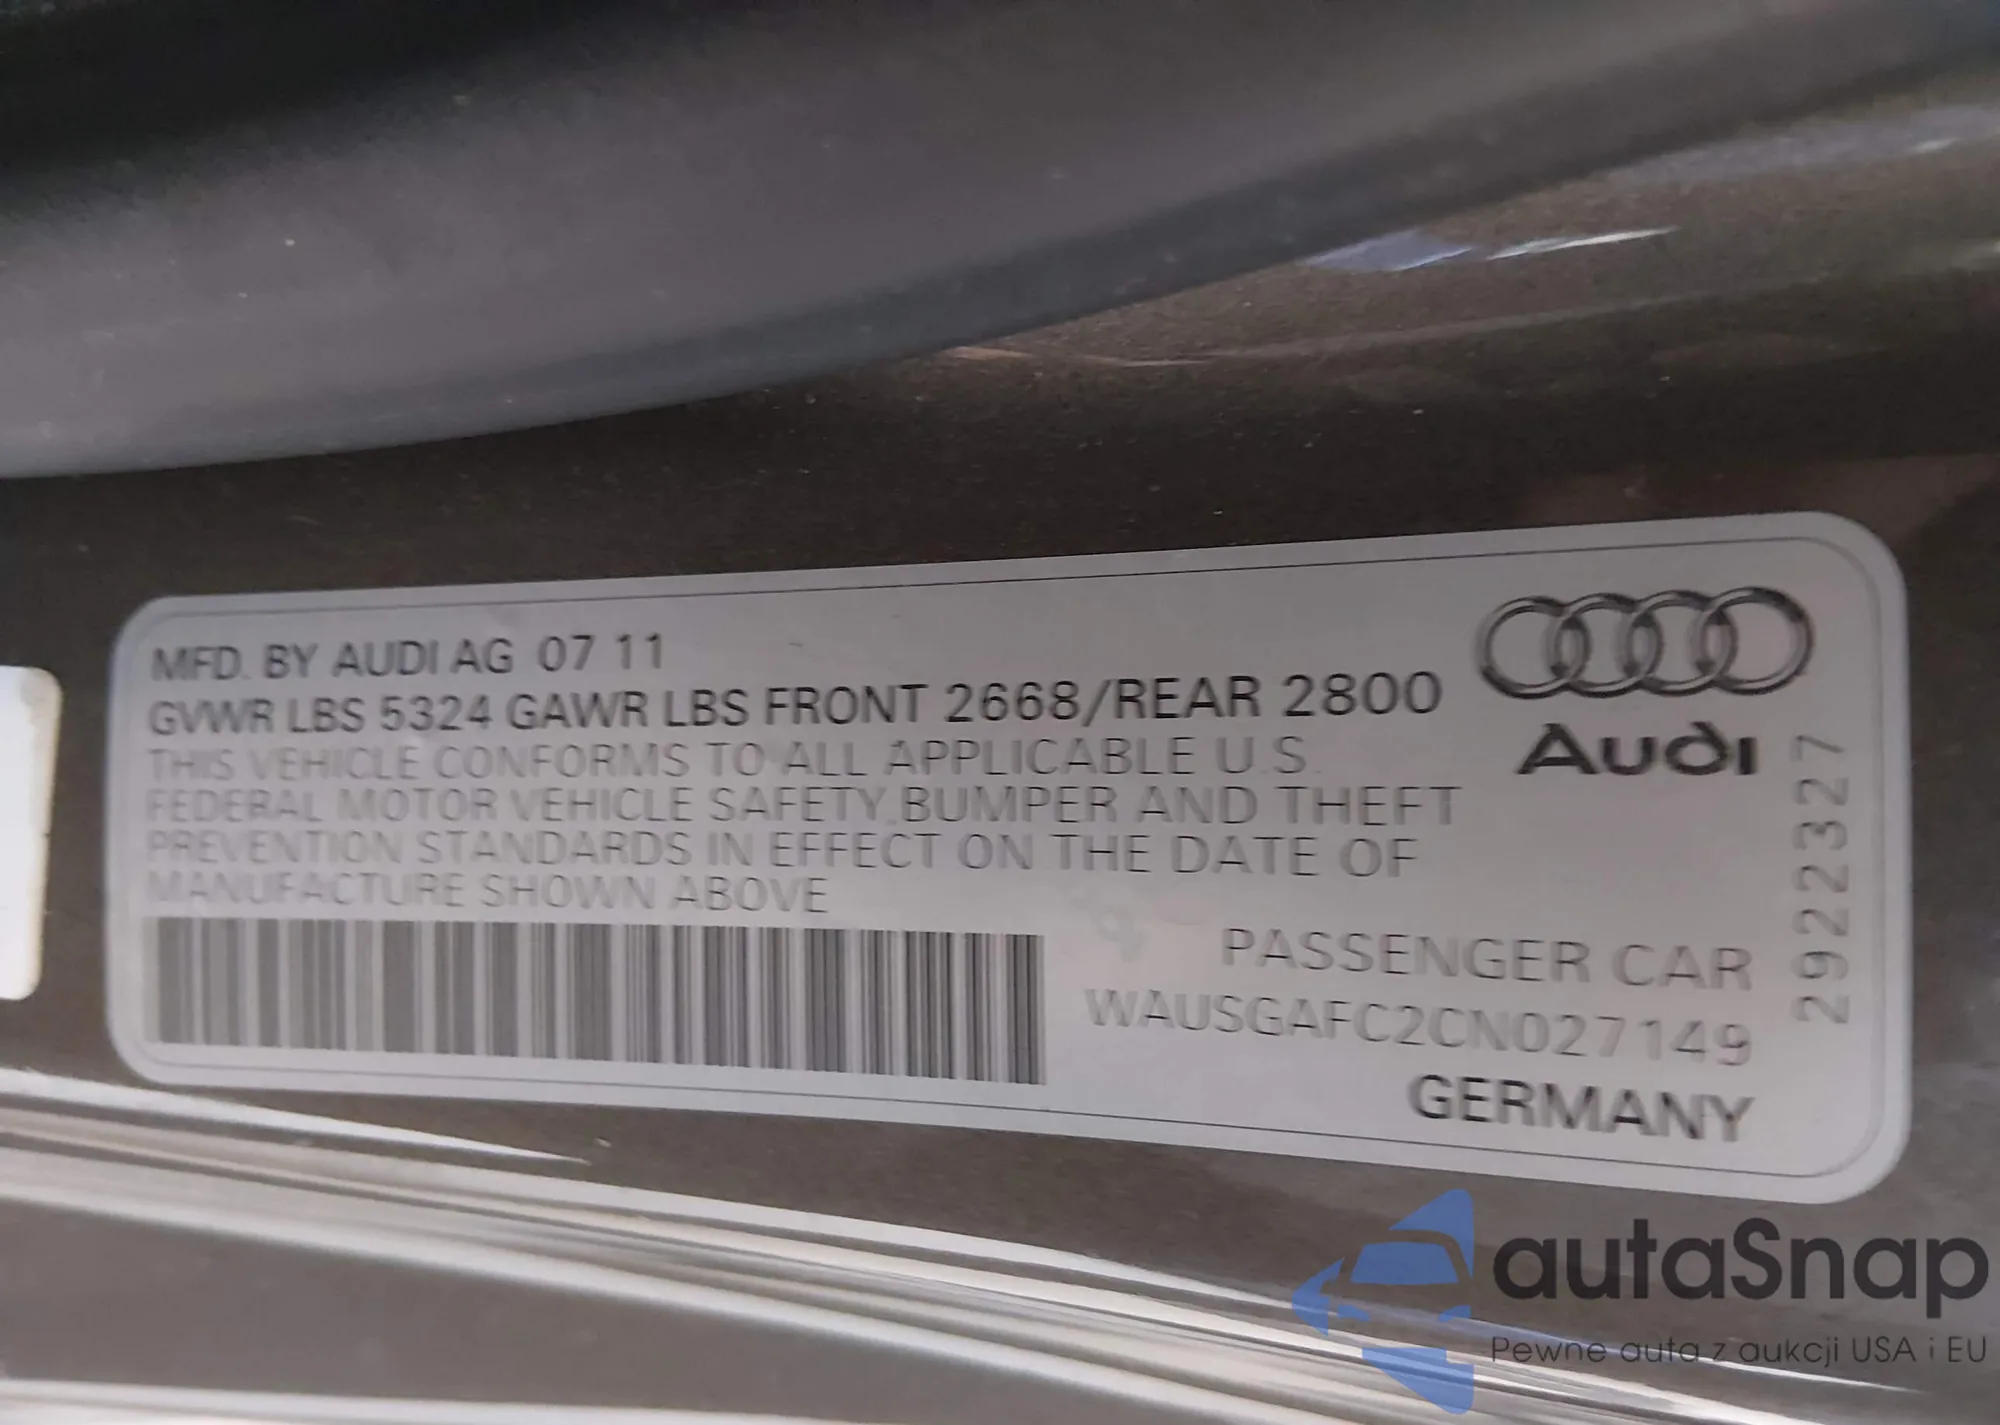 MFD. BY AUDI AG 07 11
GVWR LBS 5324 GAWR LBS FRONT 2668/REAR 2800
THIS VEHICLE CONFORMS TO ALL APPLICABLE U.S.
FEDERAL MOTOR VEHICLE SAFETY,BUMPER AND THEFT
PREVENTION STANDARDS IN EFFECT ON THE DATE OF
MANUFACTURE SHOWN ABOVE
Audi
2922327
PASSENGER CAR
WAUSGAFC2CN027149
GERMANY
autaSnap
Pewne auta z aukcji USA i EU